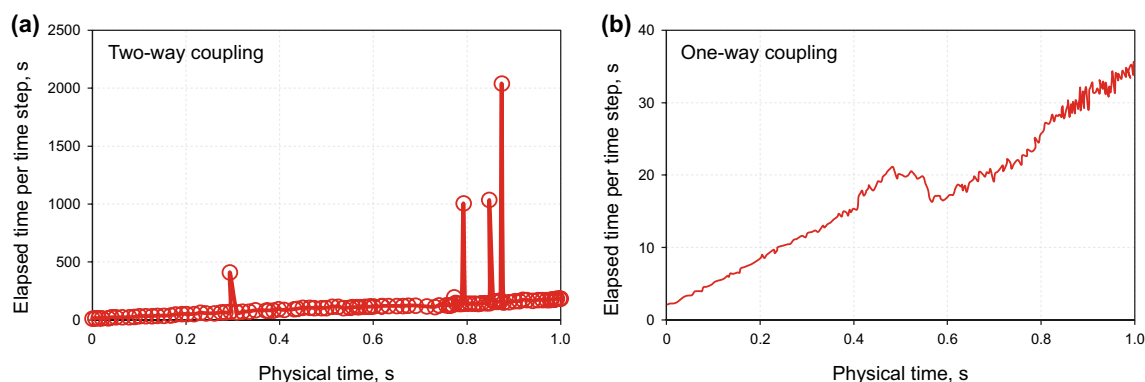 (a)
Two-way coupling
Elapsed time per time step, s
2500
2000
1500
1000
500
0
0
0.2
0.4
0.6
0.8
1.0
Physical time, s
(b)
One-way coupling
Elapsed time per time step, s
40
30
20
10
0
0
0.2
0.4
0.6
0.8
1.0
Physical time, s